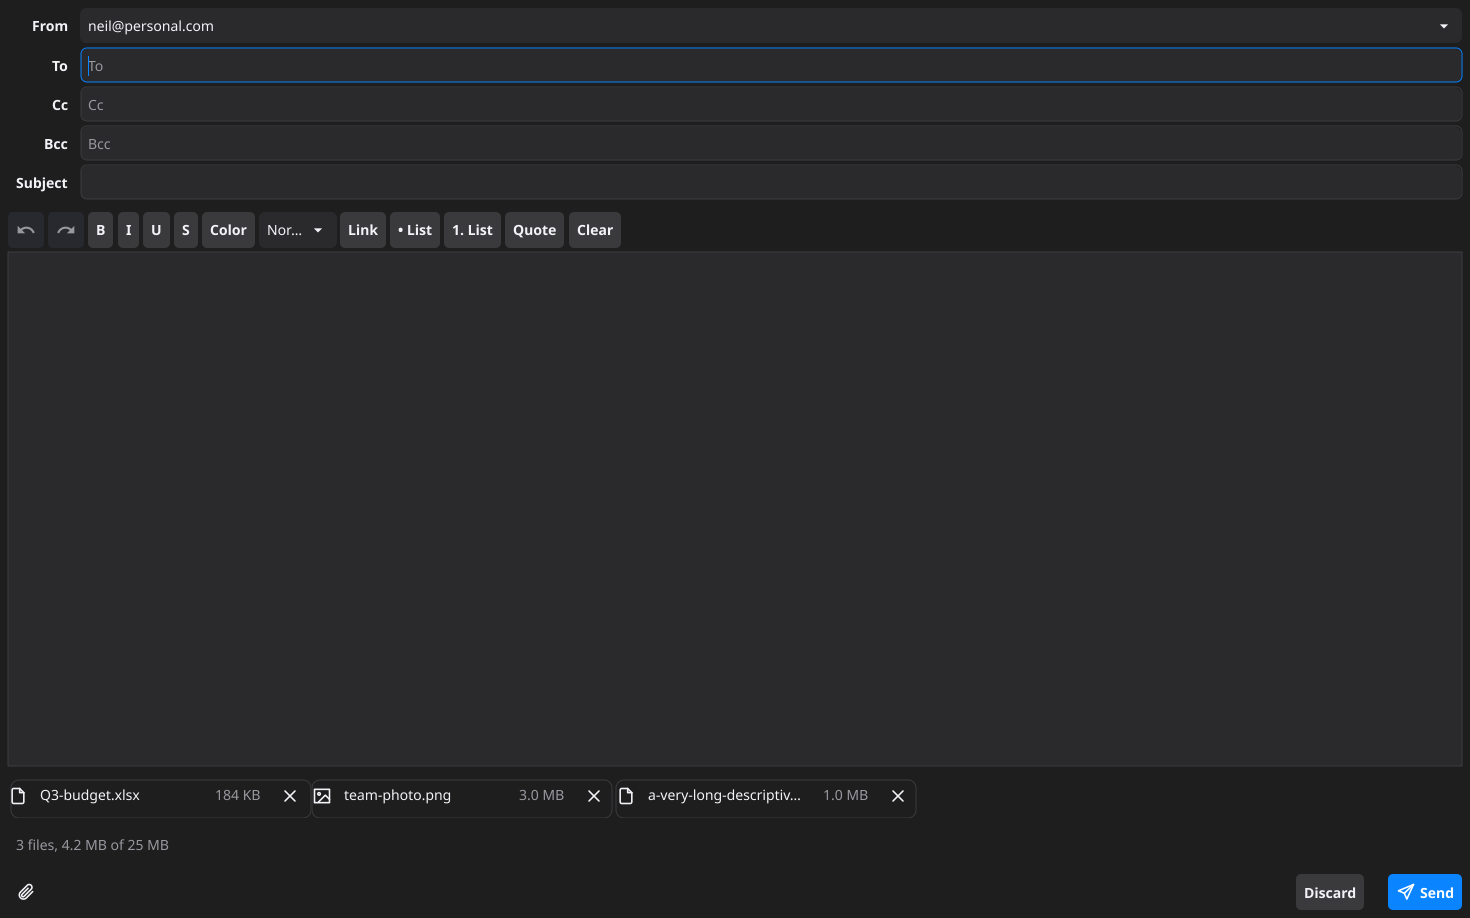 From neil@personal.com
To To
Cc Cc
Bcc Bcc
Subject
B I U S Color Nor... Link • List 1. List Quote Clear
Q3-budget.xlsx 184 KB team-photo.png 3.0 MB a-very-long-descriptiv... 1.0 MB
3 files, 4.2 MB of 25 MB
Discard Send